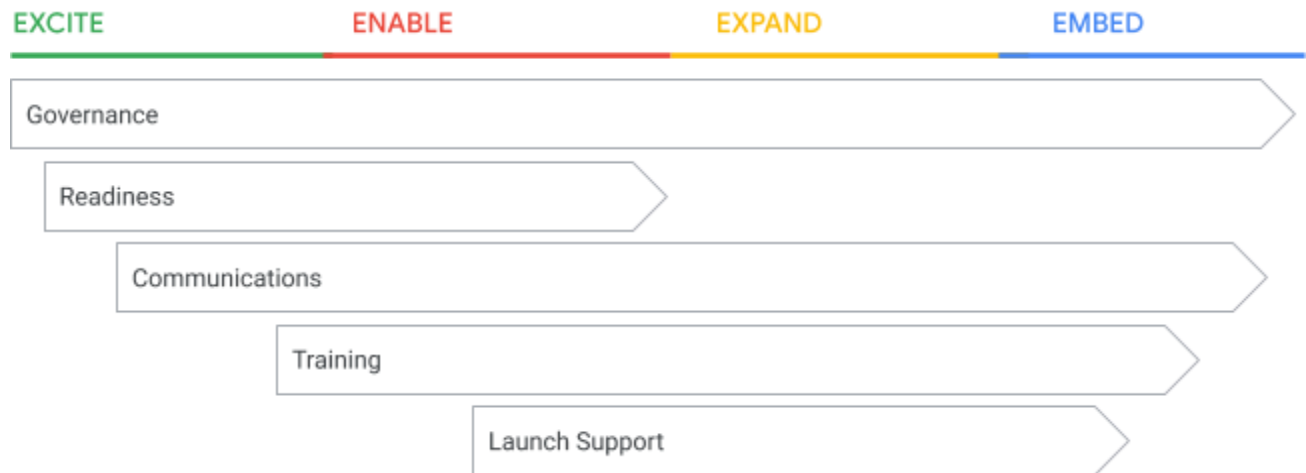 EXCITE ENABLE EXPAND EMBED
Governance
Readiness
Communications
Training
Launch Support